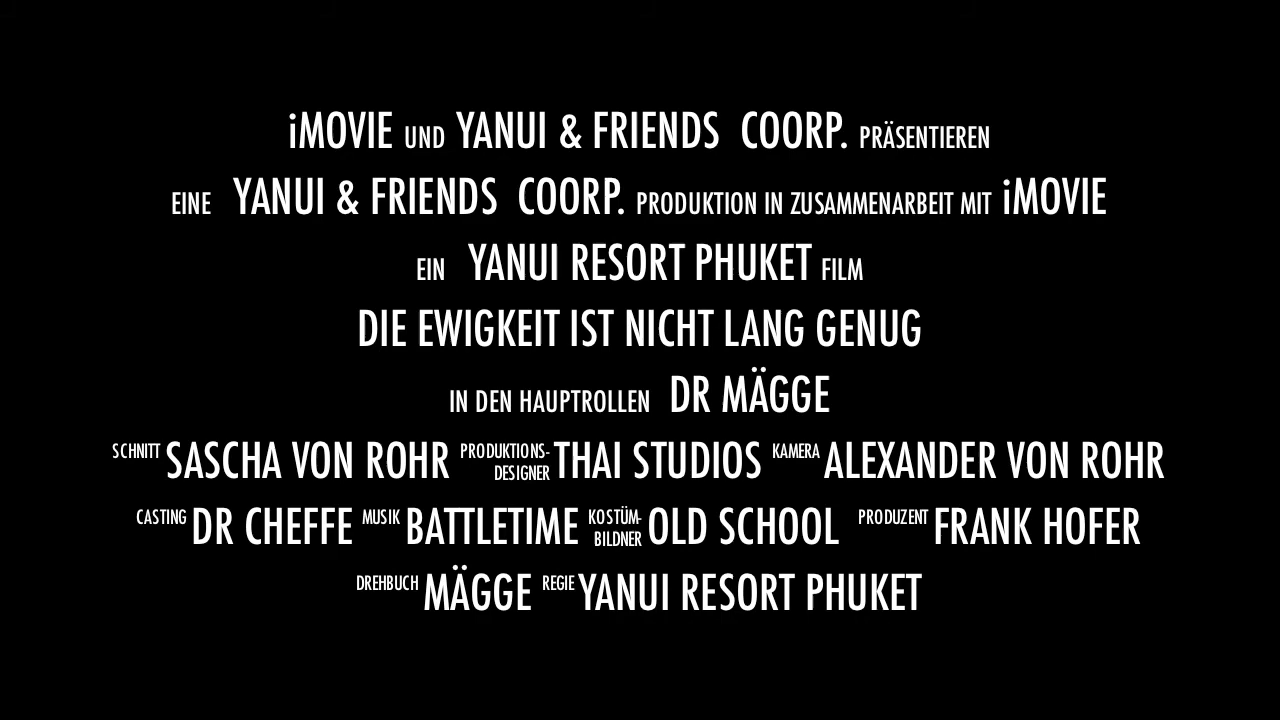 iMOVIE UND YANUI & FRIENDS COORP. PRÄSENTIEREN
EINE YANUI & FRIENDS COORP. PRODUKTION IN ZUSAMMENARBEIT MIT iMOVIE
EIN YANUI RESORT PHUKET FILM
DIE EWIGKEIT IST NICHT LANG GENUG
IN DEN HAUPTROLLEN DR MÄGGE
SCHNITT SASCHA VON ROHR PRODUKTIONS-DESIGNER THAI STUDIOS KAMERA ALEXANDER VON ROHR
CASTING DR CHEFFE MUSIK BATTLETIME KOSTÜM-BILDNER OLD SCHOOL PRODUZENT FRANK HOFER
DREHBUCH MÄGGE REGIE YANUI RESORT PHUKET